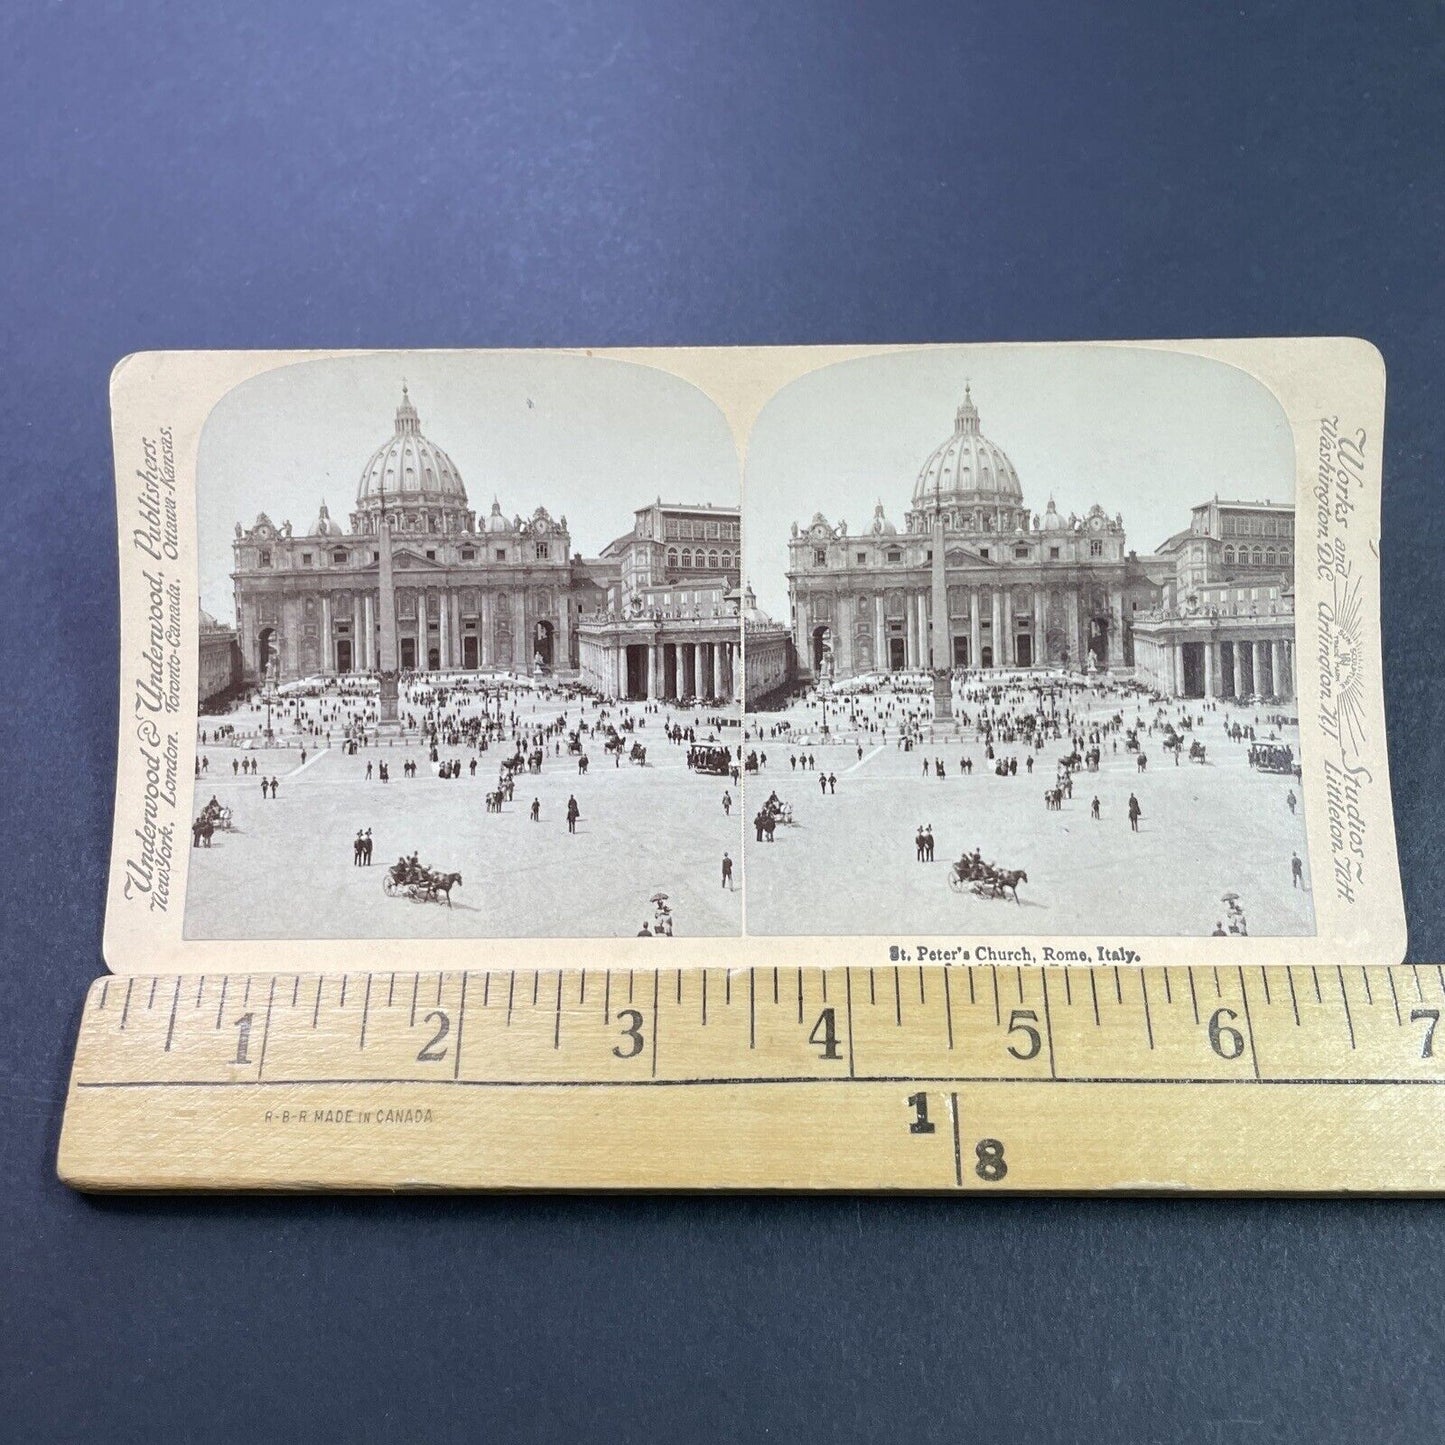 Underwood & Underwood, Publishers.
New York, London. Toronto-Canada. Ottawa-Kansas.
Works and Studios~
Washington, D.C. Arlington, N.J. Littleton, N.H.
St. Peter's Church, Rome, Italy.
1 2 3 4 5 6 7
R-B-R MADE IN CANADA
1
8